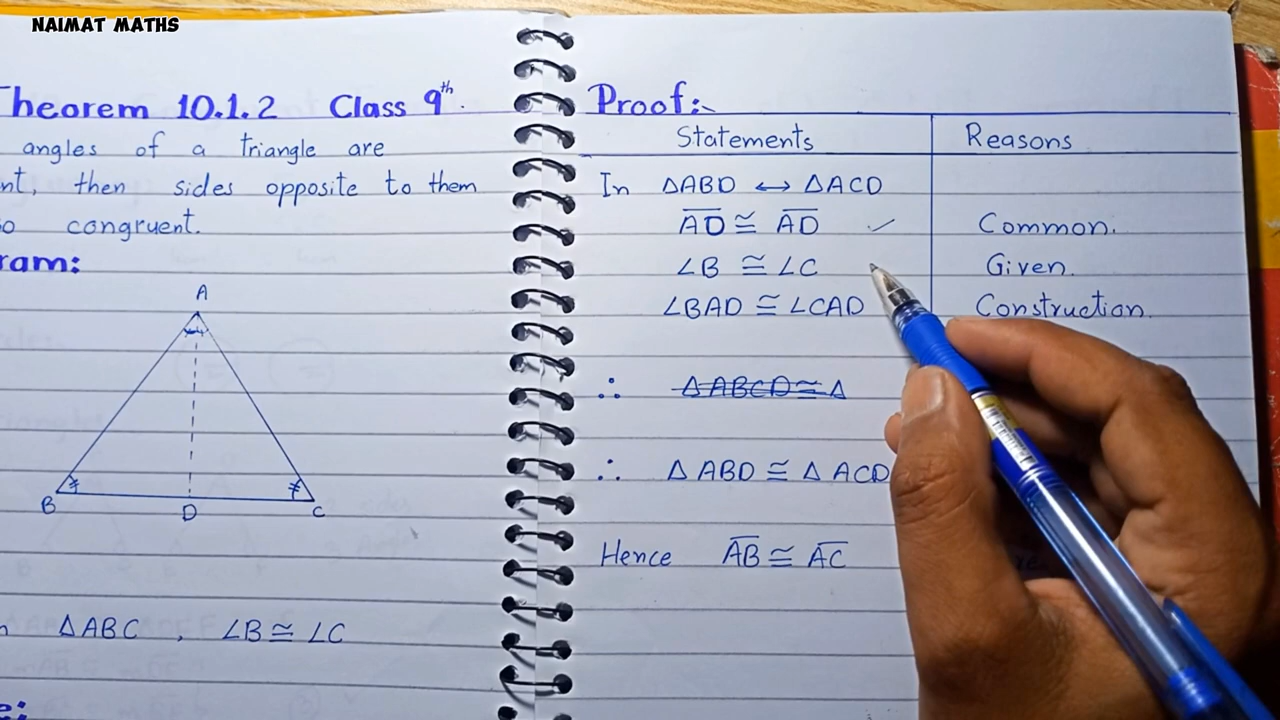 NAIMAT MATHS
Theorem 10.1.2 Class 9th.
angles of a triangle are
nt, then sides opposite to them
so congruent.
ram:
A
B
D
C
In ΔABC , ∠B ≅ ∠C
Proof:-
Statements Reasons
In ΔABD ↔ ΔACD
AD ≅ AD ✓ Common.
∠B ≅ ∠C Given.
∠BAD ≅ ∠CAD Construction.
∴ ΔABCD ≅ Δ
∴ ΔABD ≅ ΔACD
Hence AB ≅ AC